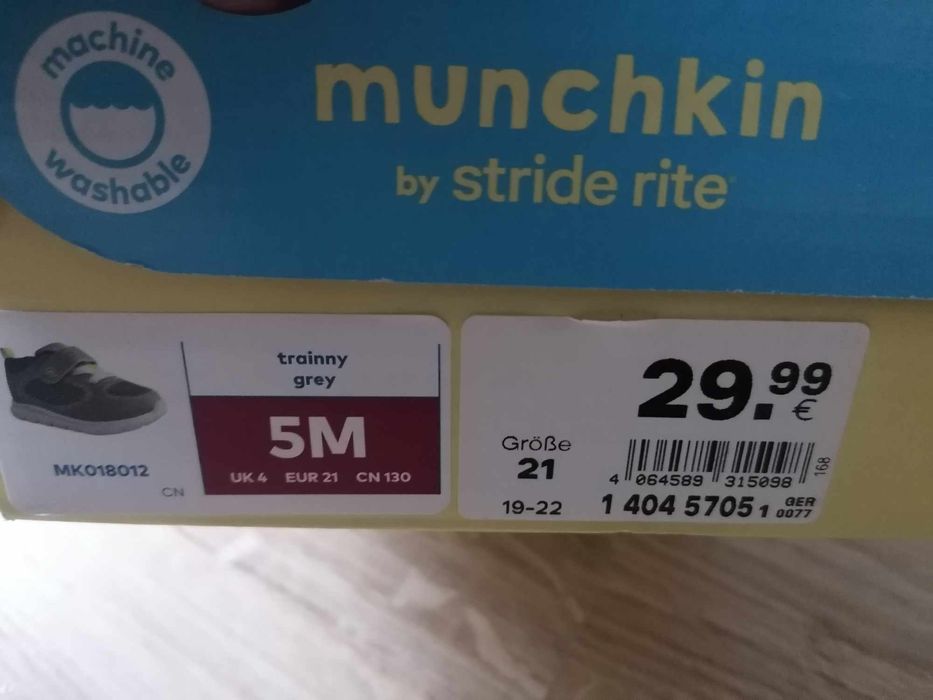 machine
washable
munchkin
by stride rite
trainny
grey
5M
UK 4 EUR 21 CN 130
MK018012
CN
29.99
€
Größe
21
19-22
4 064589 315098
168
1 404 5705 1
GER
0077